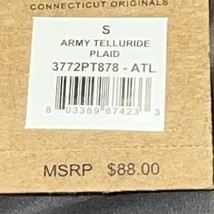 CONNECTICUT ORIGINALS
S
ARMY TELLURIDE
PLAID
3772PT878 - ATL
8 03389 67423 3
MSRP $88.00